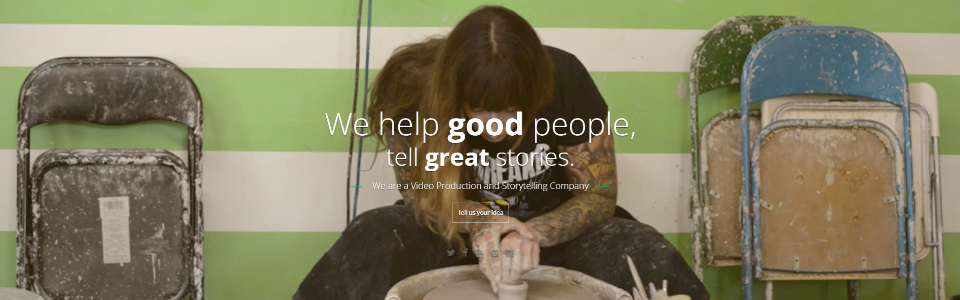 We help good people,
tell great stories.
We are a Video Production and Storytelling Company
Tell us your idea